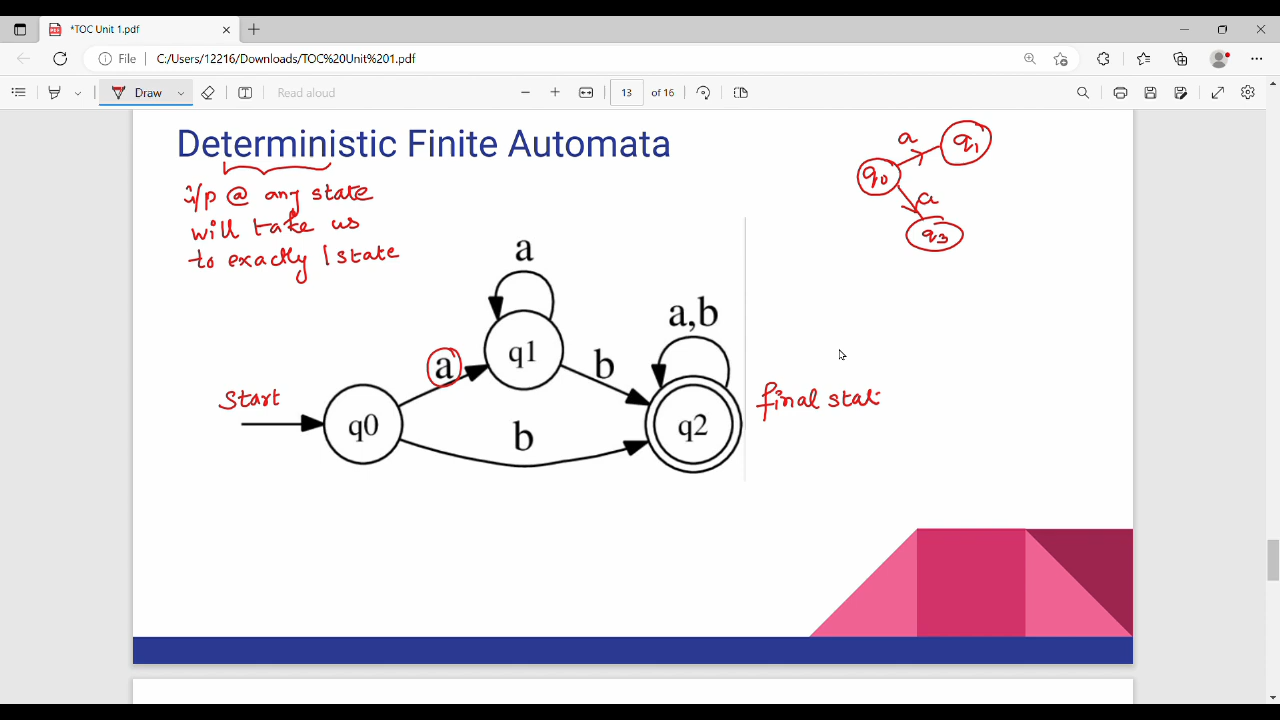 *TOC Unit 1.pdf
File
C:/Users/12216/Downloads/TOC%20Unit%201.pdf
Draw
Read aloud
13 of 16
Deterministic Finite Automata
i/p @ any state
will take us
to exactly 1 state
a
q1
q0
a
q3
a
a,b
q1
a
b
Start
final stat
q0
b
q2